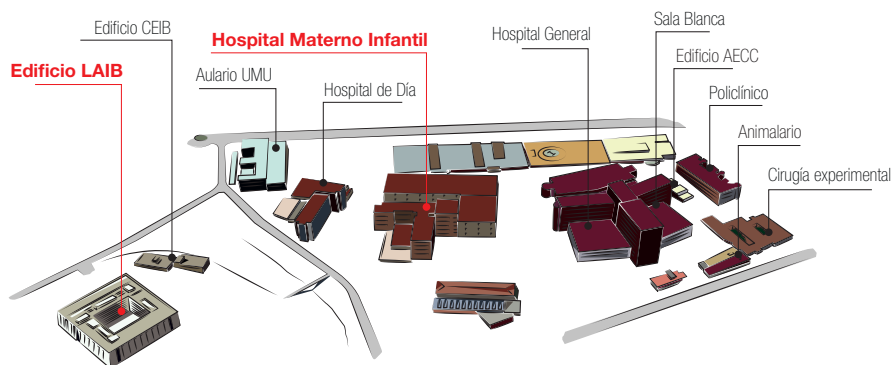 Edificio CEIB
Edificio LAIB
Aulario UMU
Hospital Materno Infantil
Hospital de Día
Hospital General
Sala Blanca
Edificio AECC
Policlínico
Animalario
Cirugía experimental